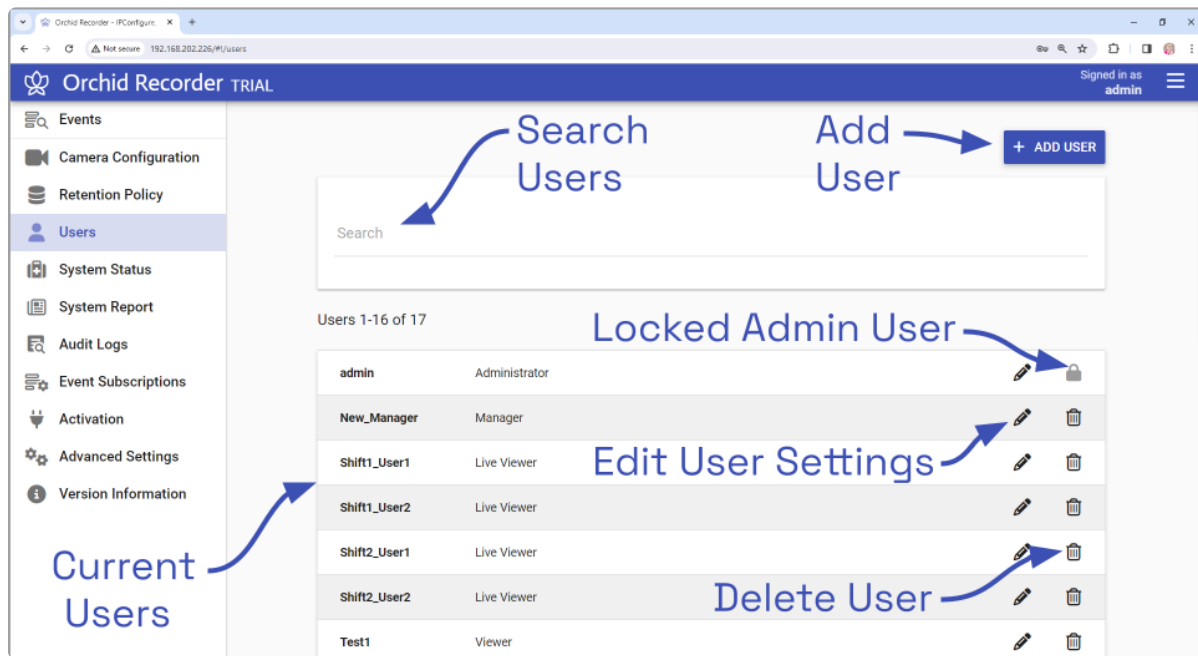 Orchid Recorder - IPConfigure,
Not secure 192.168.202.226/#!/users
Orchid Recorder TRIAL
Signed in as
admin
Events
Camera Configuration
Retention Policy
Users
System Status
System Report
Audit Logs
Event Subscriptions
Activation
Advanced Settings
Version Information
Search
Users
Add
User
+ ADD USER
Search
Users 1-16 of 17
Locked Admin User
admin Administrator
New_Manager Manager
Edit User Settings
Shift1_User1 Live Viewer
Shift1_User2 Live Viewer
Shift2_User1 Live Viewer
Current
Users
Delete User
Shift2_User2 Live Viewer
Test1 Viewer